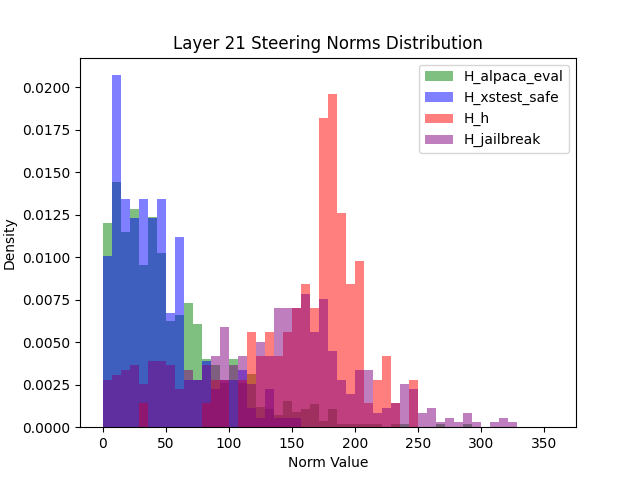 Layer 21 Steering Norms Distribution
H_alpaca_eval
H_xstest_safe
H_h
H_jailbreak
Density
0.0200
0.0175
0.0150
0.0125
0.0100
0.0075
0.0050
0.0025
0.0000
0 50 100 150 200 250 300 350
Norm Value